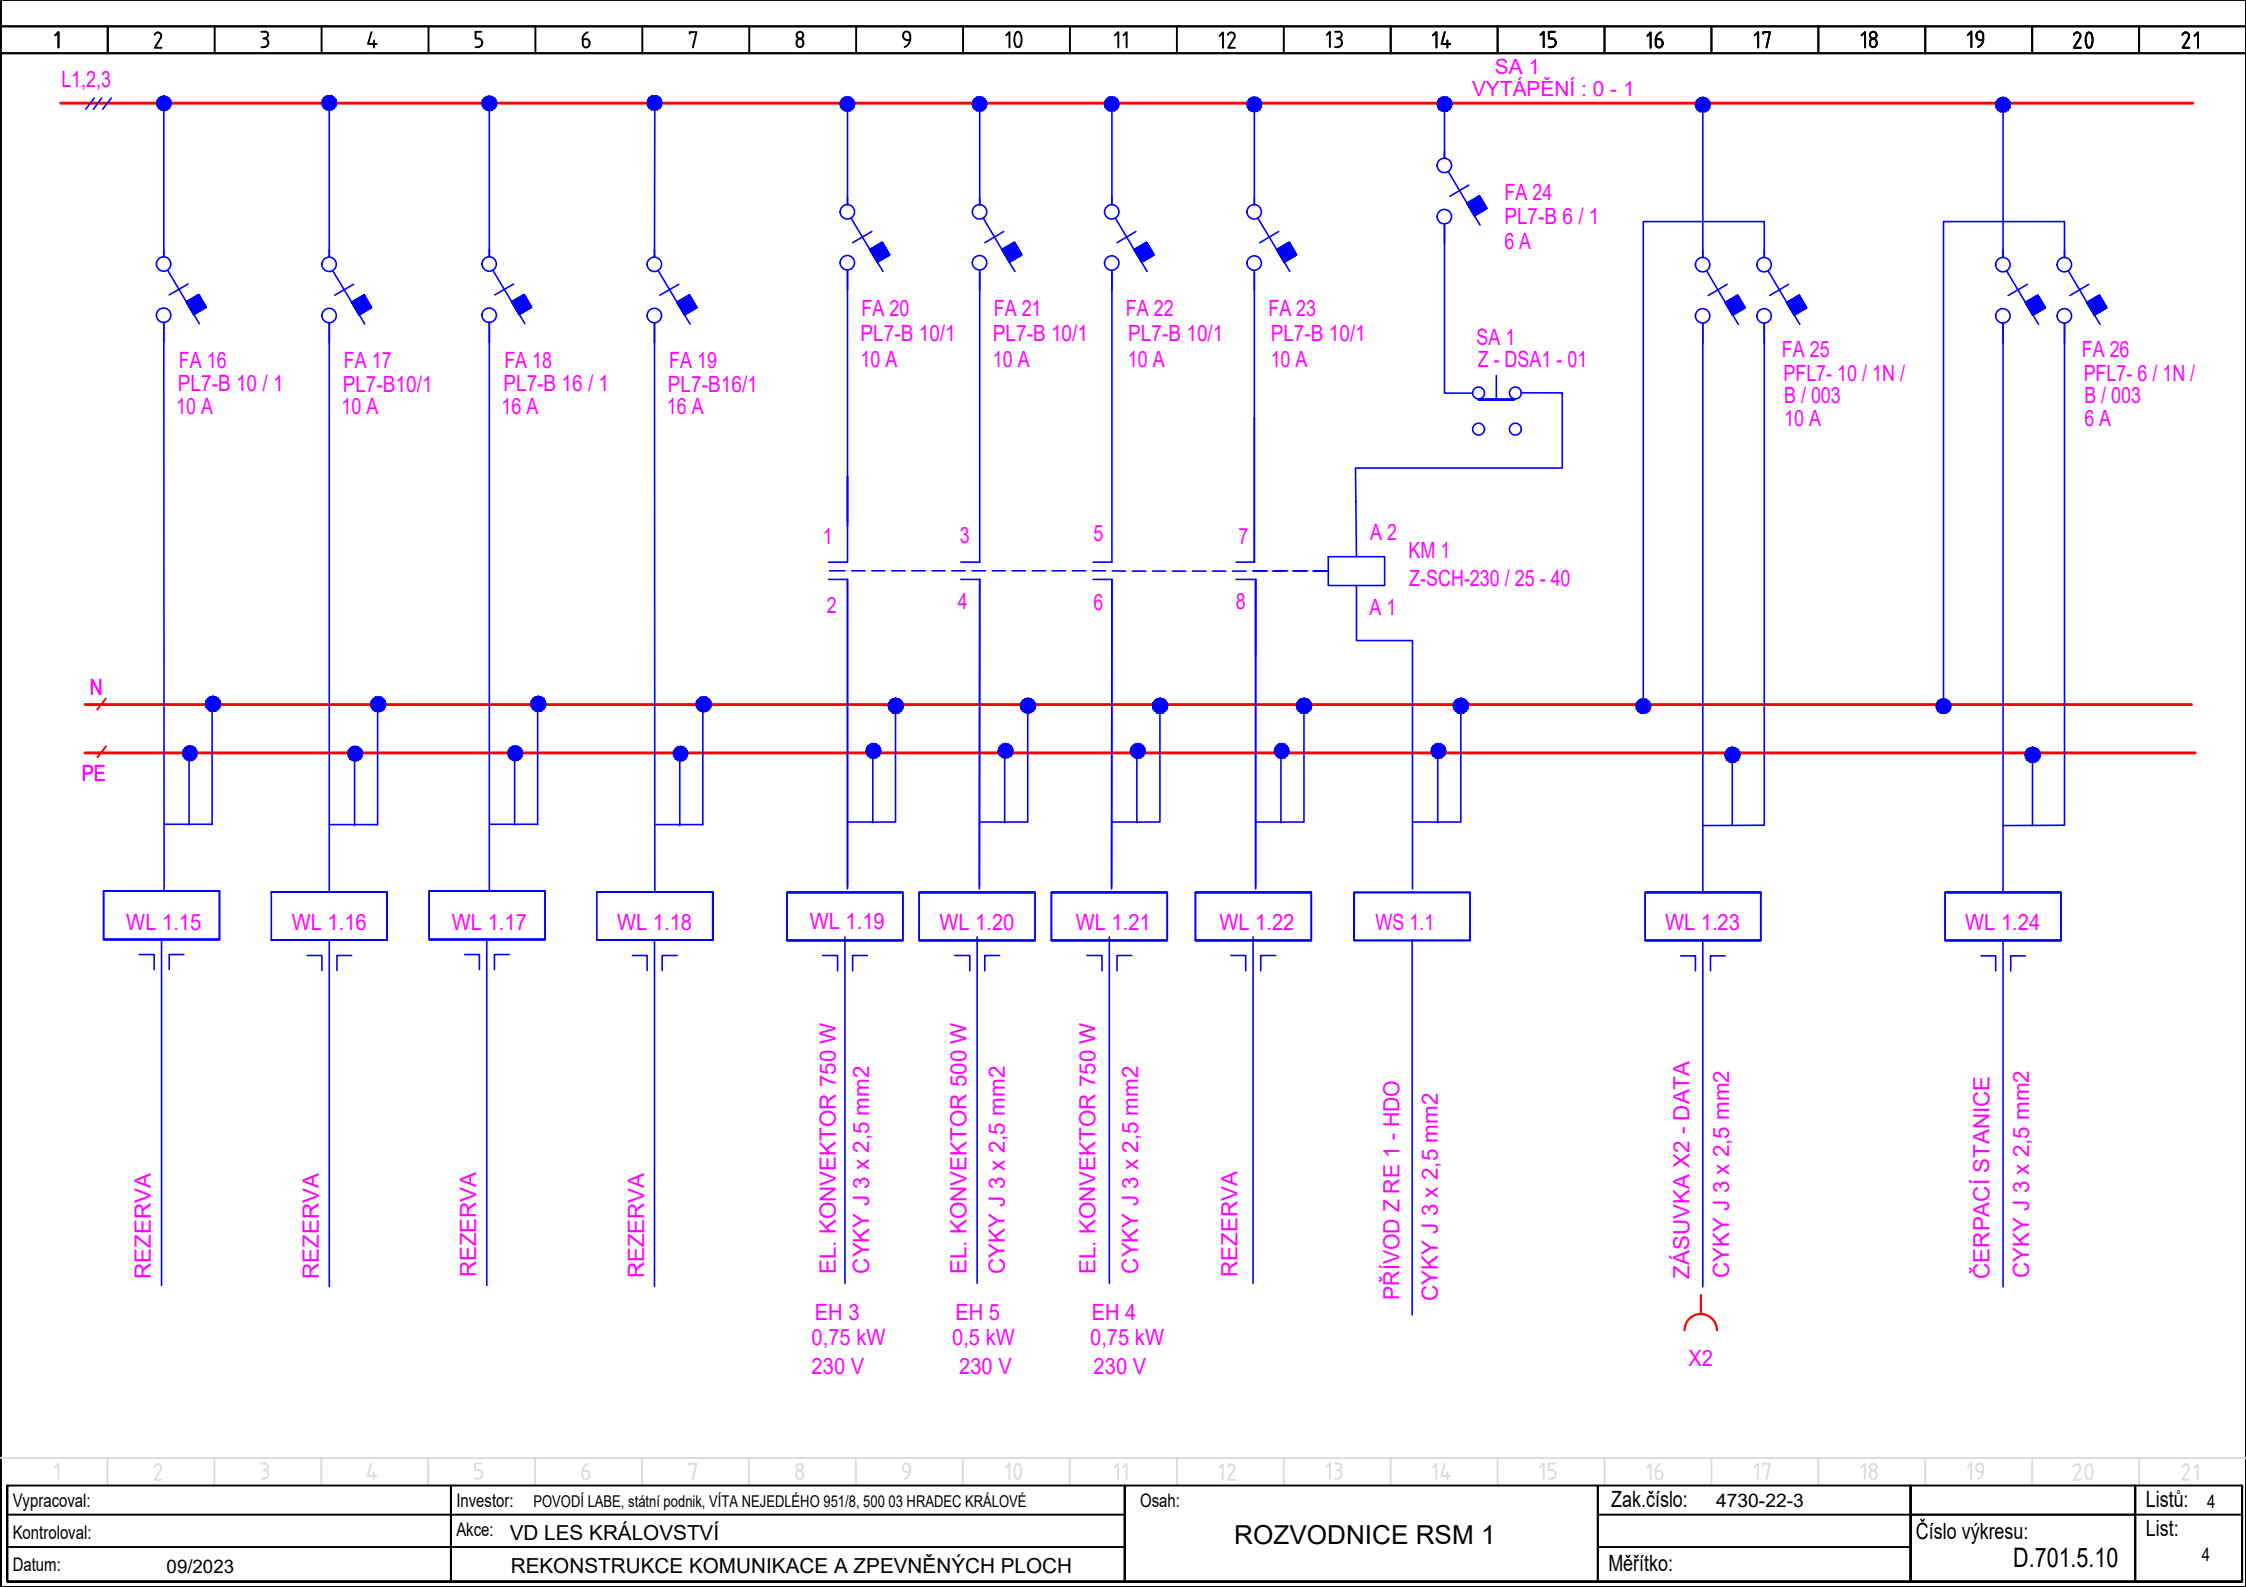 1 2 3 4 5 6 7 8 9 10 11 12 13 14 15 16 17 18 19 20 21
L1,2,3
SA 1
VYTÁPĚNÍ : 0 - 1
FA 16
PL7-B 10 / 1
10 A
FA 17
PL7-B10/1
10 A
FA 18
PL7-B 16 / 1
16 A
FA 19
PL7-B16/1
16 A
FA 20
PL7-B 10/1
10 A
FA 21
PL7-B 10/1
10 A
FA 22
PL7-B 10/1
10 A
FA 23
PL7-B 10/1
10 A
FA 24
PL7-B 6 / 1
6 A
SA 1
Z - DSA1 - 01
FA 25
PFL7- 10 / 1N /
B / 003
10 A
FA 26
PFL7- 6 / 1N /
B / 003
6 A
1 3 5 7
2 4 6 8
A 2
KM 1
Z-SCH-230 / 25 - 40
A 1
N
PE
WL 1.15
WL 1.16
WL 1.17
WL 1.18
WL 1.19
WL 1.20
WL 1.21
WL 1.22
WS 1.1
WL 1.23
WL 1.24
REZERVA
REZERVA
REZERVA
REZERVA
EL. KONVEKTOR 750 W
CYKY J 3 x 2,5 mm2
EL. KONVEKTOR 500 W
CYKY J 3 x 2,5 mm2
EL. KONVEKTOR 750 W
CYKY J 3 x 2,5 mm2
REZERVA
PŘÍVOD Z RE 1 - HDO
CYKY J 3 x 2,5 mm2
ZÁSUVKA X2 - DATA
CYKY J 3 x 2,5 mm2
ČERPACÍ STANICE
CYKY J 3 x 2,5 mm2
EH 3
0,75 kW
230 V
EH 5
0,5 kW
230 V
EH 4
0,75 kW
230 V
X2
1 2 3 4 5 6 7 8 9 10 11 12 13 14 15 16 17 18 19 20 21
Vypracoval:
Kontroloval:
Datum: 09/2023
Investor: POVODÍ LABE, státní podnik, VÍTA NEJEDLÉHO 951/8, 500 03 HRADEC KRÁLOVÉ
Akce: VD LES KRÁLOVSTVÍ
REKONSTRUKCE KOMUNIKACE A ZPEVNĚNÝCH PLOCH
Osah:
ROZVODNICE RSM 1
Zak.číslo: 4730-22-3
Měřítko:
Číslo výkresu:
D.701.5.10
Listů: 4
List:
4